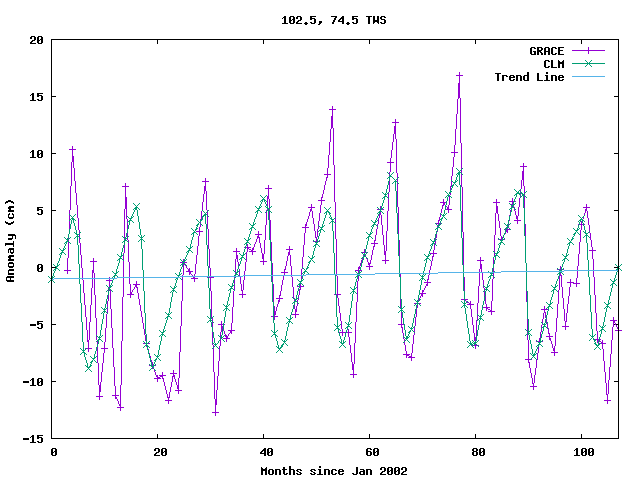 102.5, 74.5 TWS
GRACE
CLM
Trend Line
Anomaly (cm)
20
15
10
5
0
-5
-10
-15
0 20 40 60 80 100
Months since Jan 2002